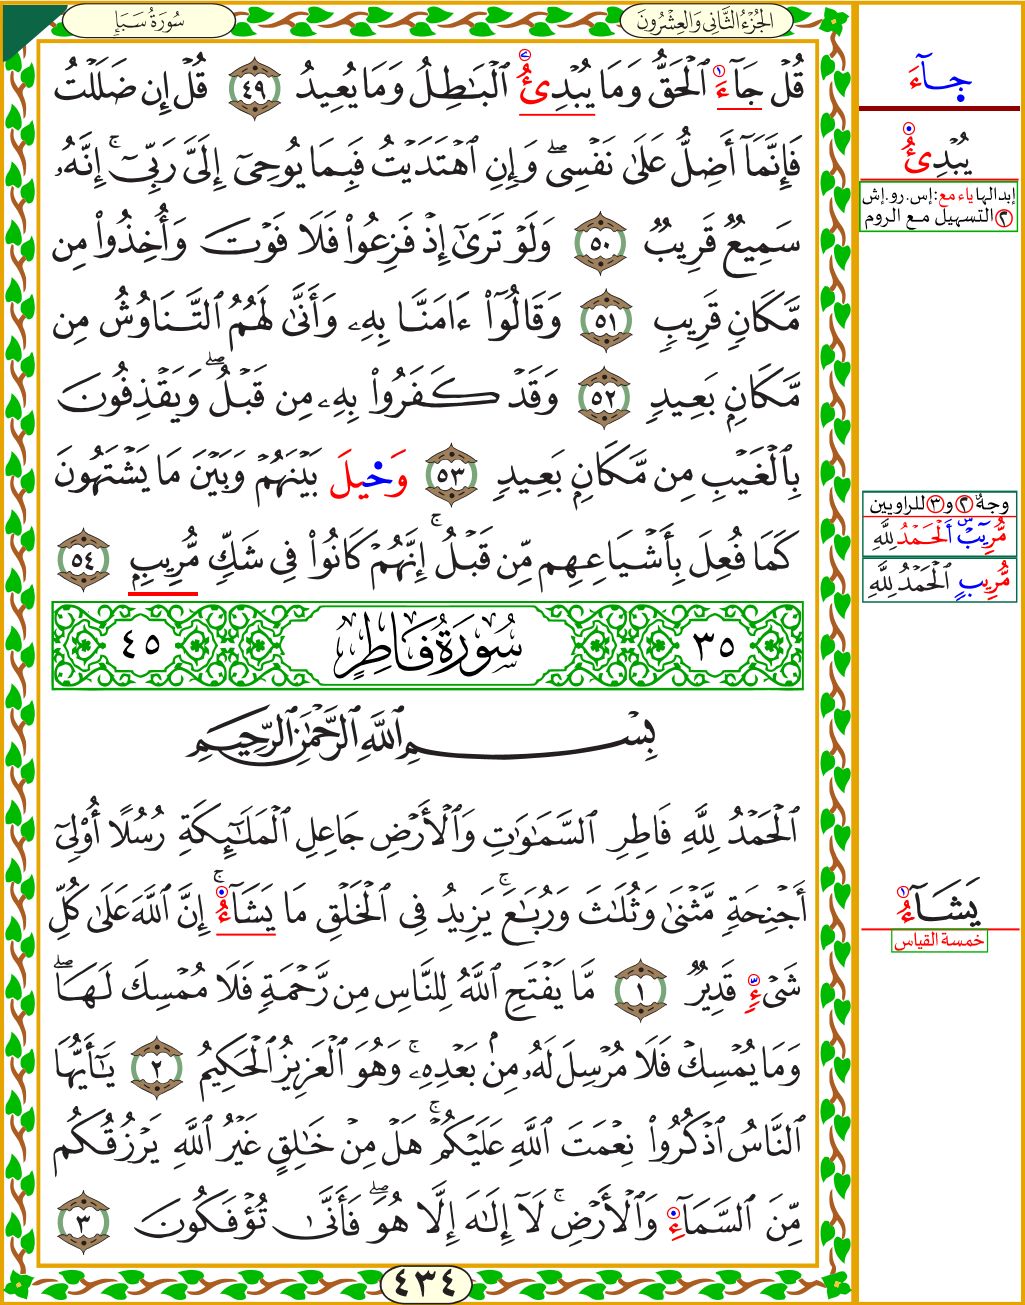 سُورَةُ سَبَإٍ
الجُزْءُ الثَّانِي وَالعِشْرُونَ
قُلْ جَآءَ ٱلْحَقُّ وَمَا يُبْدِئُ ٱلْبَـٰطِلُ وَمَا يُعِيدُ ٤٩ قُلْ إِن ضَلَلْتُ
فَإِنَّمَآ أَضِلُّ عَلَىٰ نَفْسِىۖ وَإِنِ ٱهْتَدَيْتُ فَبِمَا يُوحِىٓ إِلَىَّ رَبِّىٓۚ إِنَّهُۥ
سَمِيعٌ قَرِيبٌ ٥٠ وَلَوْ تَرَىٰٓ إِذْ فَزِعُوا۟ فَلَا فَوْتَ وَأُخِذُوا۟ مِن
مَّكَانٍ قَرِيبٍ ٥١ وَقَالُوٓا۟ ءَامَنَّا بِهِۦ وَأَنَّىٰ لَهُمُ ٱلتَّنَاوُشُ مِن
مَّكَانٍ بَعِيدٍ ٥٢ وَقَدْ كَفَرُوا۟ بِهِۦ مِن قَبْلُۖ وَيَقْذِفُونَ
بِٱلْغَيْبِ مِن مَّكَانٍ بَعِيدٍ ٥٣ وَحِيلَ بَيْنَهُمْ وَبَيْنَ مَا يَشْتَهُونَ
كَمَا فُعِلَ بِأَشْيَاعِهِم مِّن قَبْلُۚ إِنَّهُمْ كَانُوا۟ فِى شَكٍّ مُّرِيبٍ ٥٤
٣٥ سُورَةُ فَاطِرٍ ٤٥
بِسْمِ ٱللَّهِ ٱلرَّحْمَـٰنِ ٱلرَّحِيمِ
ٱلْحَمْدُ لِلَّهِ فَاطِرِ ٱلسَّمَـٰوَٰتِ وَٱلْأَرْضِ جَاعِلِ ٱلْمَلَـٰٓئِكَةِ رُسُلًا أُو۟لِىٓ
أَجْنِحَةٍ مَّثْنَىٰ وَثُلَـٰثَ وَرُبَـٰعَۚ يَزِيدُ فِى ٱلْخَلْقِ مَا يَشَآءُۚ إِنَّ ٱللَّهَ عَلَىٰ كُلِّ
شَىْءٍ قَدِيرٌ ١ مَّا يَفْتَحِ ٱللَّهُ لِلنَّاسِ مِن رَّحْمَةٍ فَلَا مُمْسِكَ لَهَاۖ
وَمَا يُمْسِكْ فَلَا مُرْسِلَ لَهُۥ مِنۢ بَعْدِهِۦۚ وَهُوَ ٱلْعَزِيزُ ٱلْحَكِيمُ ٢ يَـٰٓأَيُّهَا
ٱلنَّاسُ ٱذْكُرُوا۟ نِعْمَتَ ٱللَّهِ عَلَيْكُمْۚ هَلْ مِنْ خَـٰلِقٍ غَيْرُ ٱللَّهِ يَرْزُقُكُم
مِّنَ ٱلسَّمَآءِ وَٱلْأَرْضِۚ لَآ إِلَـٰهَ إِلَّا هُوَۖ فَأَنَّىٰ تُؤْفَكُونَ ٣
٤٣٤
جآءَ
يُبْدِئُ
إبدالها ياء مع: إس.رو.إش
٢ التسهيل مع الروم
وجهٌ ٢ و ٣ للراويين
مُّرِيبٍۭ ٱلْحَمْدُ لِلَّهِ
مُّرِيبٍ ٱلْحَمْدُ لِلَّهِ
يَشَآءُ
خمسة القياس